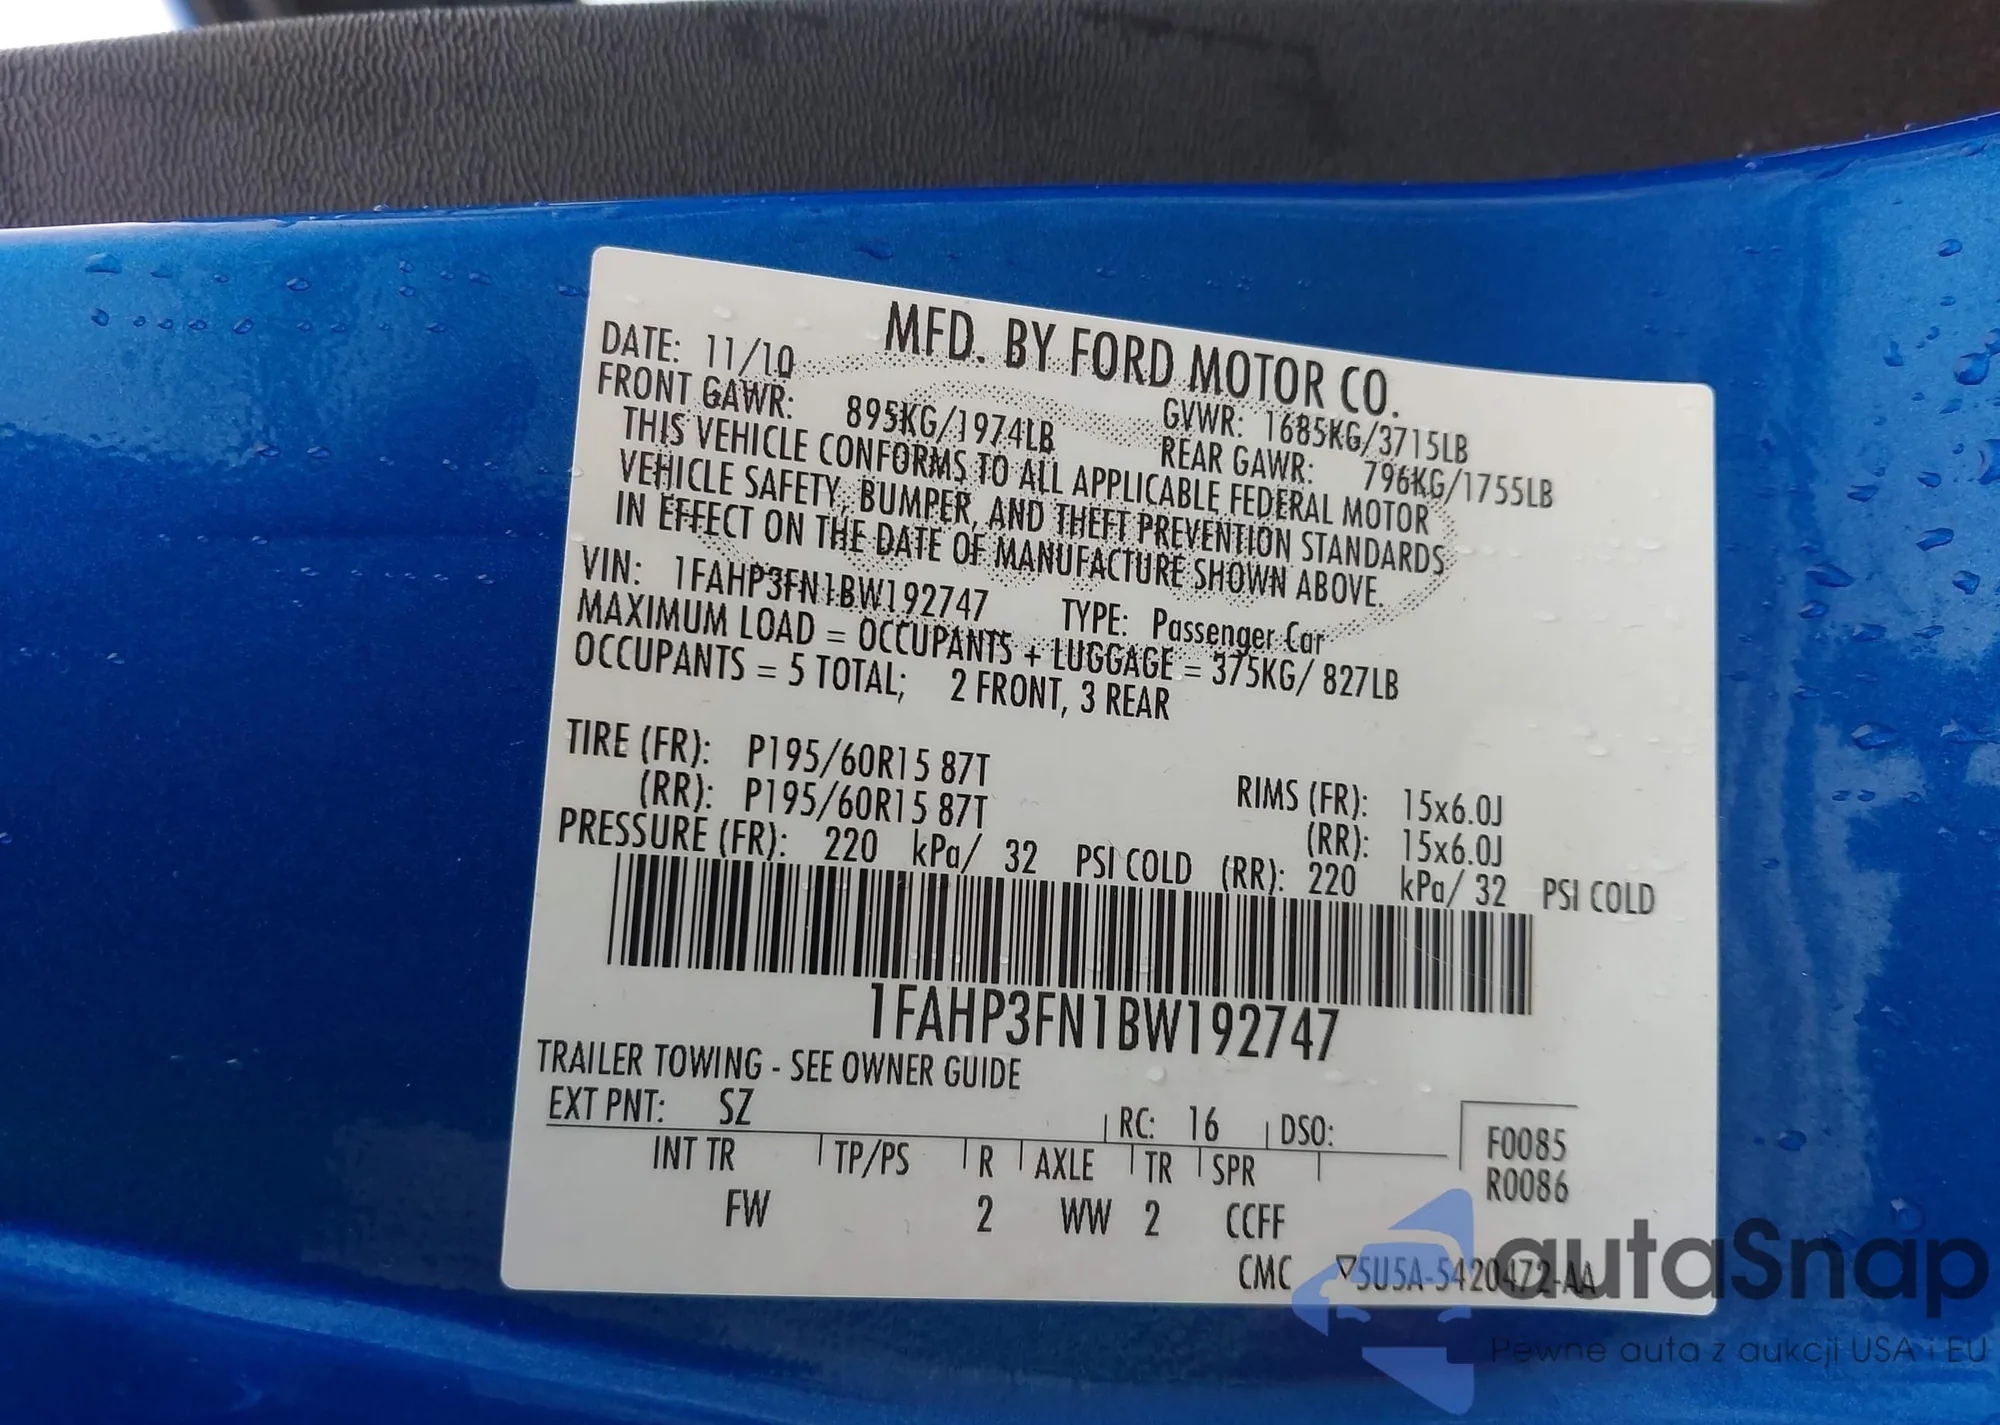 MFD. BY FORD MOTOR CO.
DATE: 11/10 GVWR: 1685KG/3715LB
FRONT GAWR: 895KG/1974LB REAR GAWR: 796KG/1755LB
THIS VEHICLE CONFORMS TO ALL APPLICABLE FEDERAL MOTOR
VEHICLE SAFETY, BUMPER, AND THEFT PREVENTION STANDARDS
IN EFFECT ON THE DATE OF MANUFACTURE SHOWN ABOVE.
VIN: 1FAHP3FN1BW192747 TYPE: Passenger Car
MAXIMUM LOAD = OCCUPANTS + LUGGAGE = 375KG/ 827LB
OCCUPANTS = 5 TOTAL; 2 FRONT, 3 REAR
TIRE (FR): P195/60R15 87T RIMS (FR): 15x6.0J
(RR): P195/60R15 87T (RR): 15x6.0J
PRESSURE (FR): 220 kPa/ 32 PSI COLD (RR): 220 kPa/ 32 PSI COLD
1FAHP3FN1BW192747
TRAILER TOWING - SEE OWNER GUIDE
EXT PNT: SZ RC: 16 DSO: F0085
INT TR TP/PS R AXLE TR SPR R0086
FW 2 WW 2 CCFF
CMC ▽5U5A-5420472-AA
autaSnap
Pewne auta z aukcji USA i EU